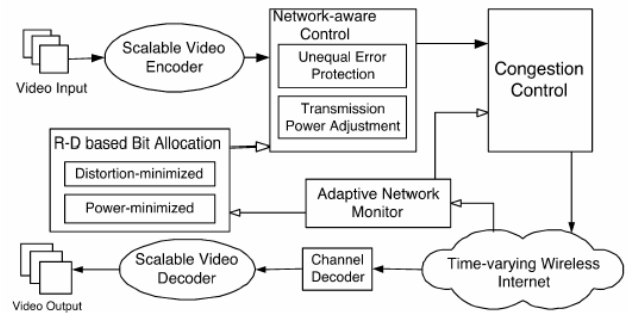 Video Input
Scalable Video
Encoder
Network-aware
Control
Unequal Error
Protection
Transmission
Power Adjustment
Congestion
Control
R-D based Bit Allocation
Distortion-minimized
Power-minimized
Adaptive Network
Monitor
Video Output
Scalable Video
Decoder
Channel
Decoder
Time-varying Wireless
Internet